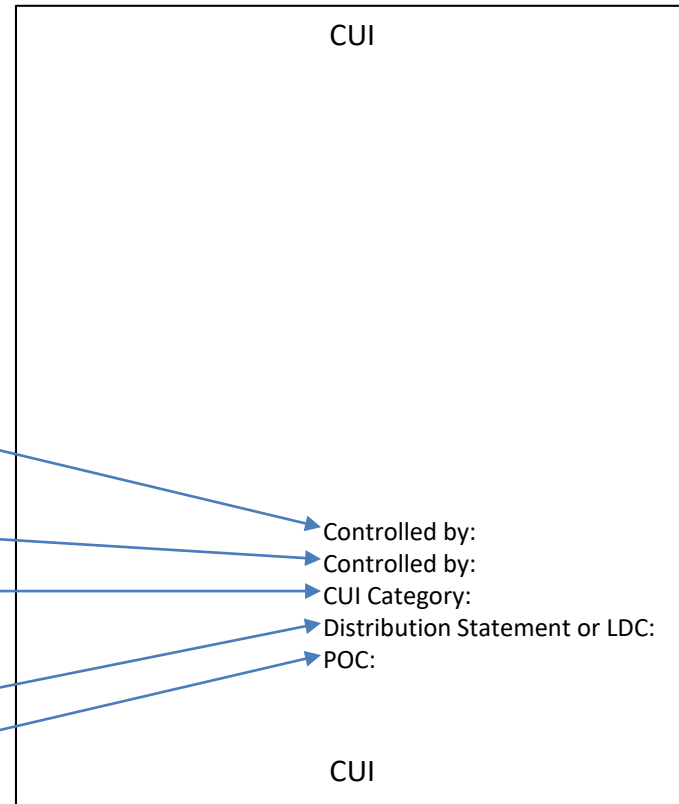 CUI
Controlled by:
Controlled by:
CUI Category:
Distribution Statement or LDC:
POC:
CUI